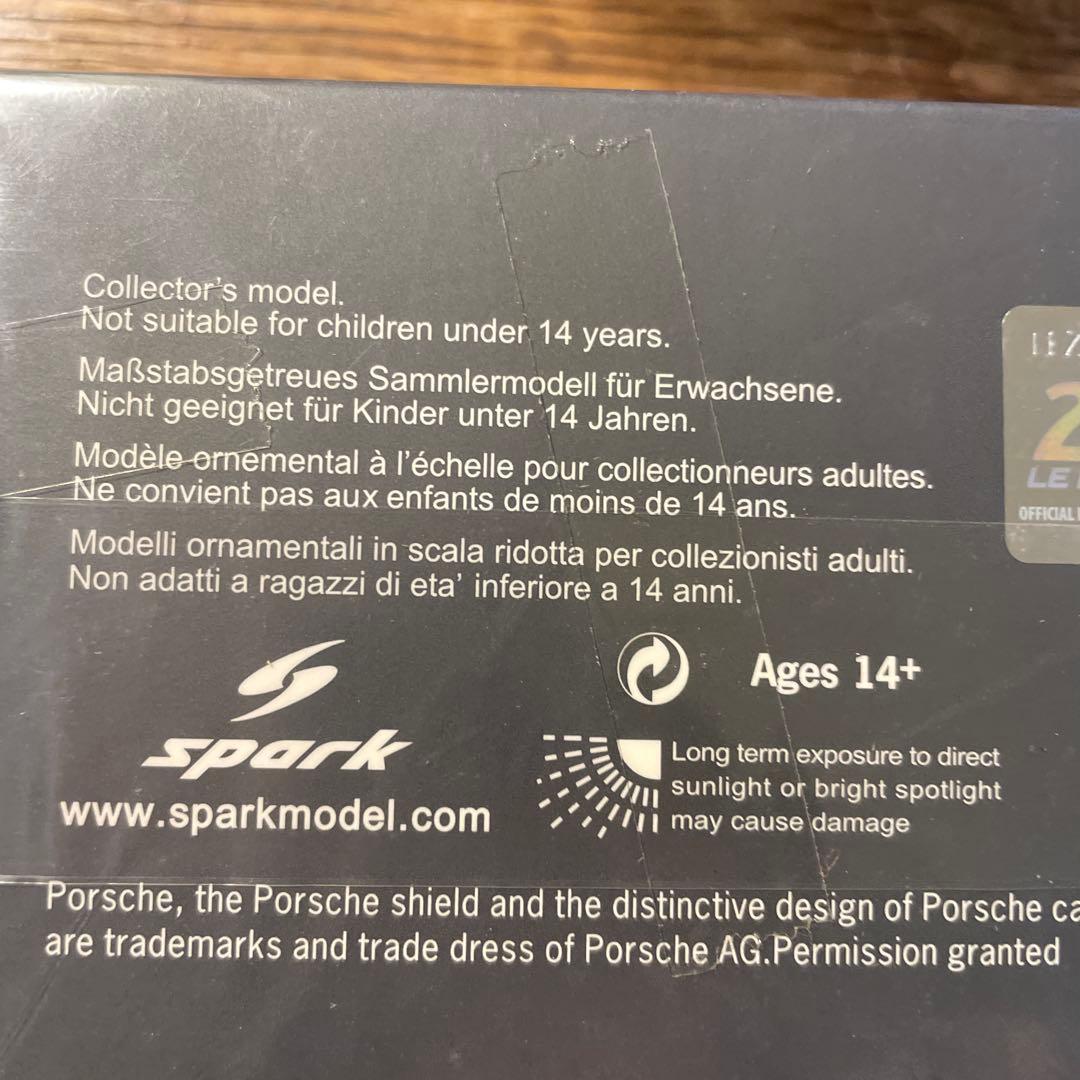 Collector's model.
Not suitable for children under 14 years.
Maßstabsgetreues Sammlermodell für Erwachsene.
Nicht geeignet für Kinder unter 14 Jahren.
Modèle ornemental à l'échelle pour collectionneurs adultes.
Ne convient pas aux enfants de moins de 14 ans.
Modelli ornamentali in scala ridotta per collezionisti adulti.
Non adatti a ragazzi di eta' inferiore a 14 anni.
LE
OFFICIAL
Ages 14+
spark
www.sparkmodel.com
Long term exposure to direct
sunlight or bright spotlight
may cause damage
Porsche, the Porsche shield and the distinctive design of Porsche
are trademarks and trade dress of Porsche AG.Permission granted